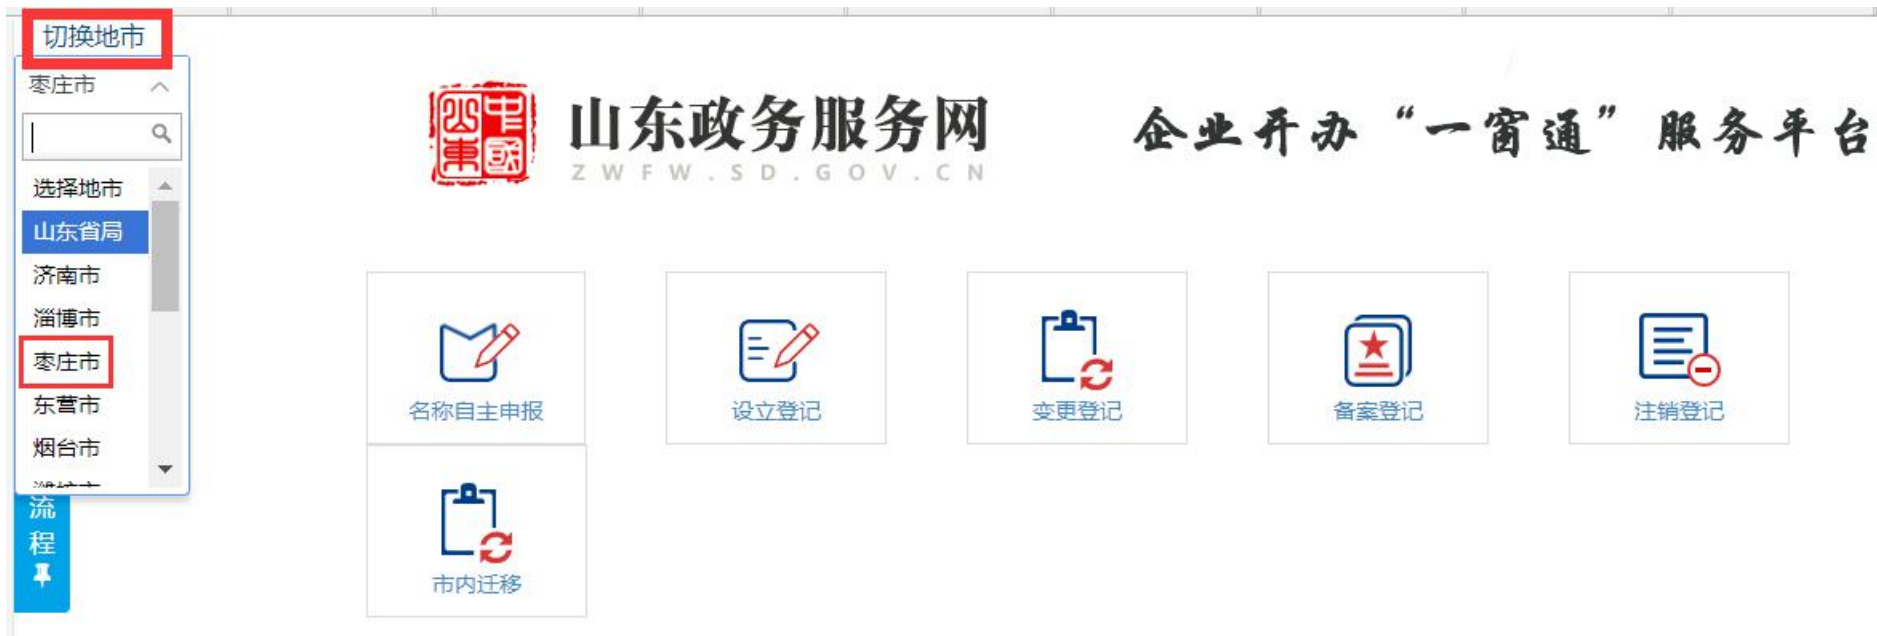 切换地市
枣庄市
选择地市
山东省局
济南市
淄博市
枣庄市
东营市
烟台市
流
程
中國
山東
山东政务服务网
ZWFW.SD.GOV.CN
企业开办“一窗通”服务平台
名称自主申报
设立登记
变更登记
备案登记
注销登记
市内迁移